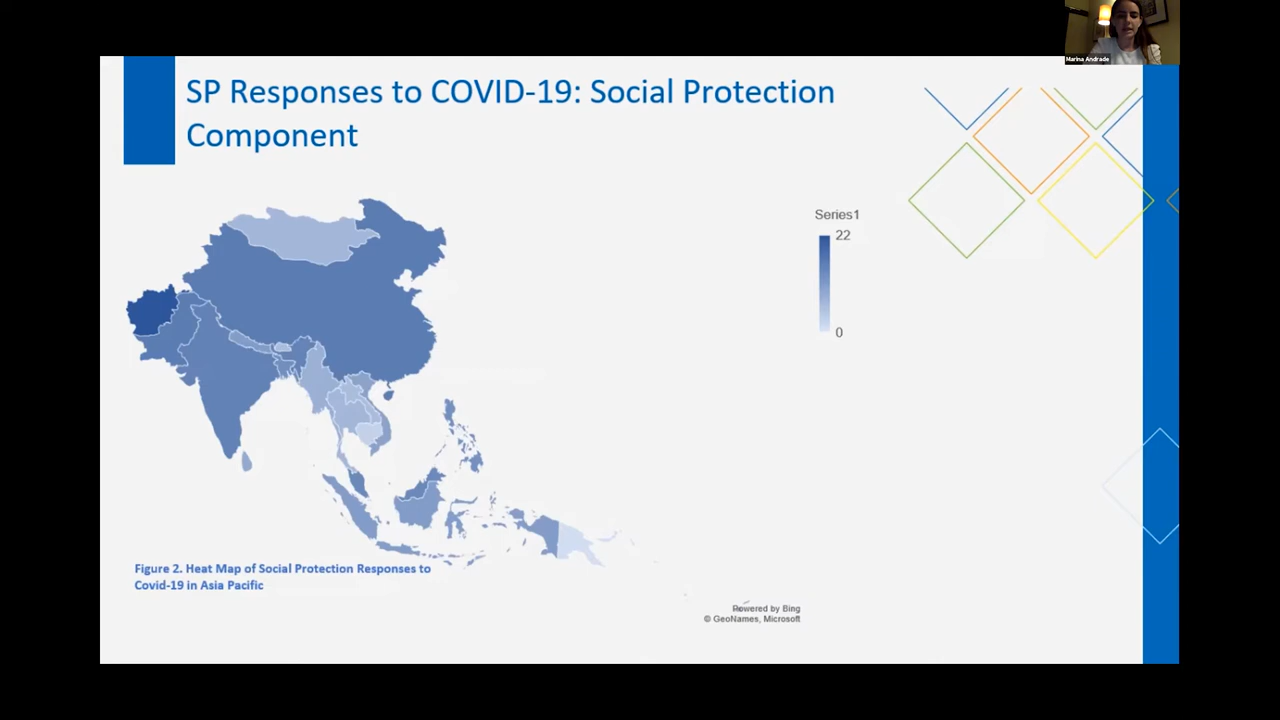 Marina Andrade
SP Responses to COVID-19: Social Protection
Component
Series1
22
0
Figure 2. Heat Map of Social Protection Responses to
Covid-19 in Asia Pacific
Powered by Bing
© GeoNames, Microsoft